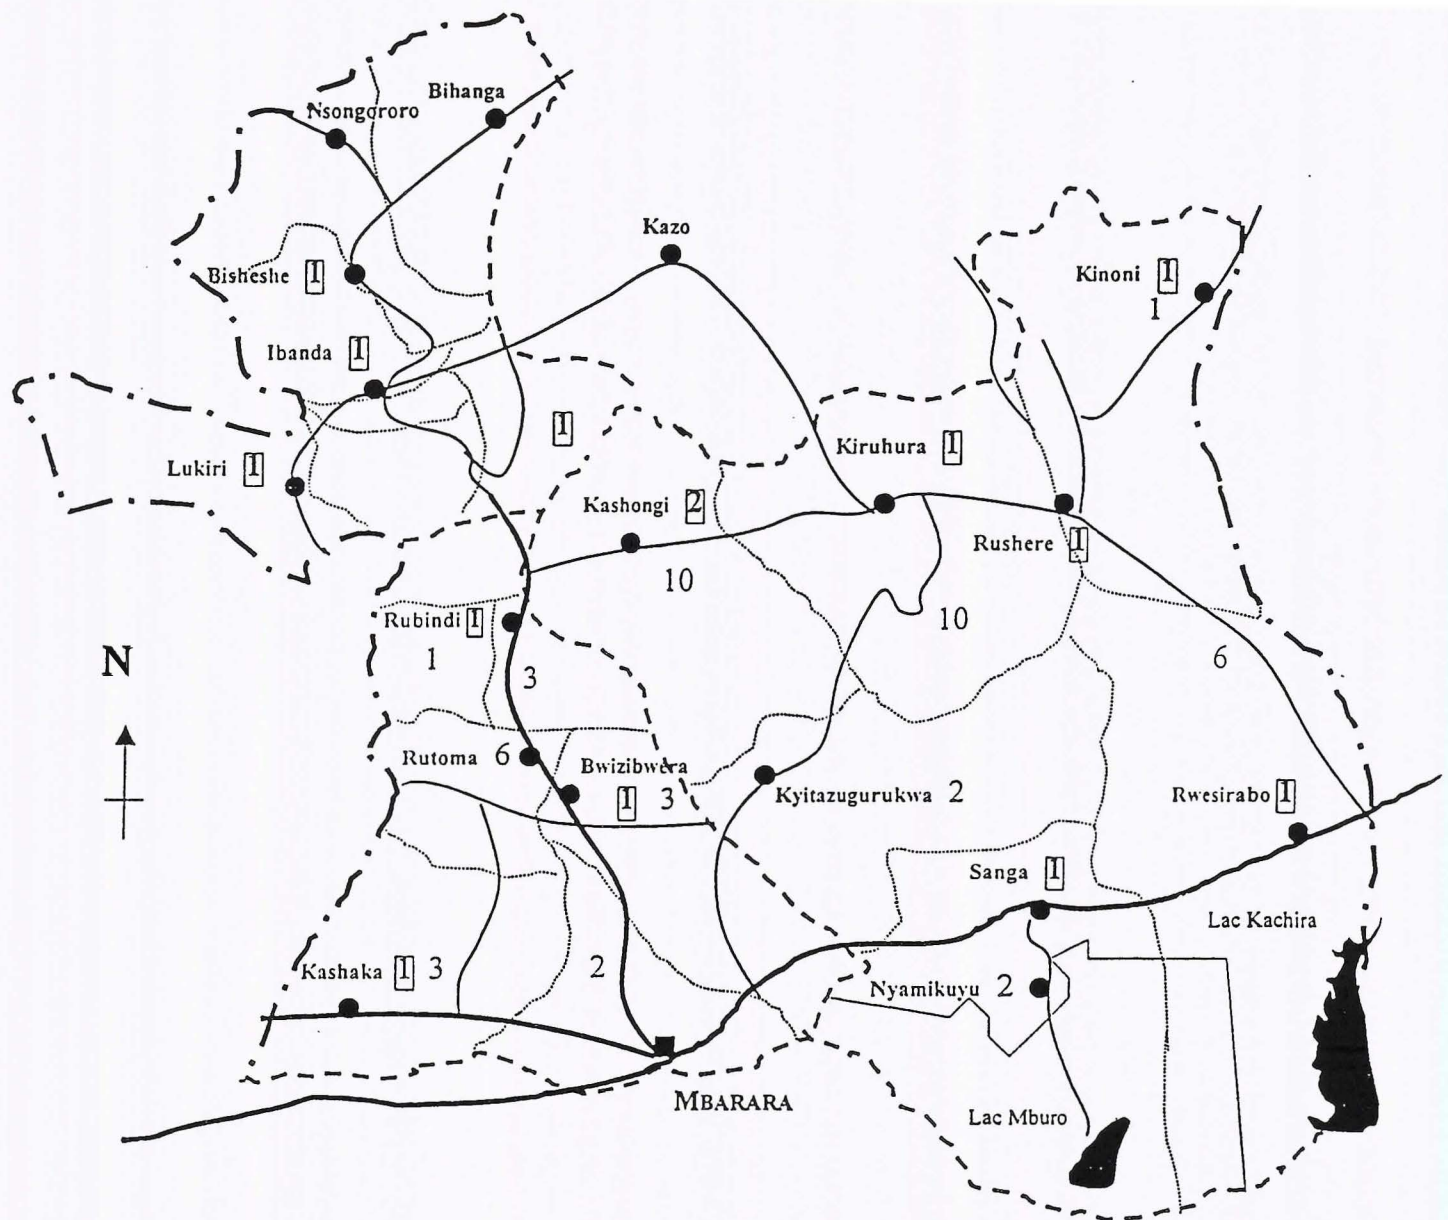 Bihanga
Nsongororo
Kazo
Bisheshe 1
Kinoni 1
1
Ibanda 1
1
Kiruhura 1
Lukiri 1
Kashongi 2
Rushere 1
10
10
Rubindi 1
1
3
6
N
Rutoma 6
Bwizibwera
1 3
Kyitazugurukwa 2
Rwesirabo 1
Sanga 1
Lac Kachira
Kashaka 1 3
2
Nyamikuyu 2
MBARARA
Lac Mburo